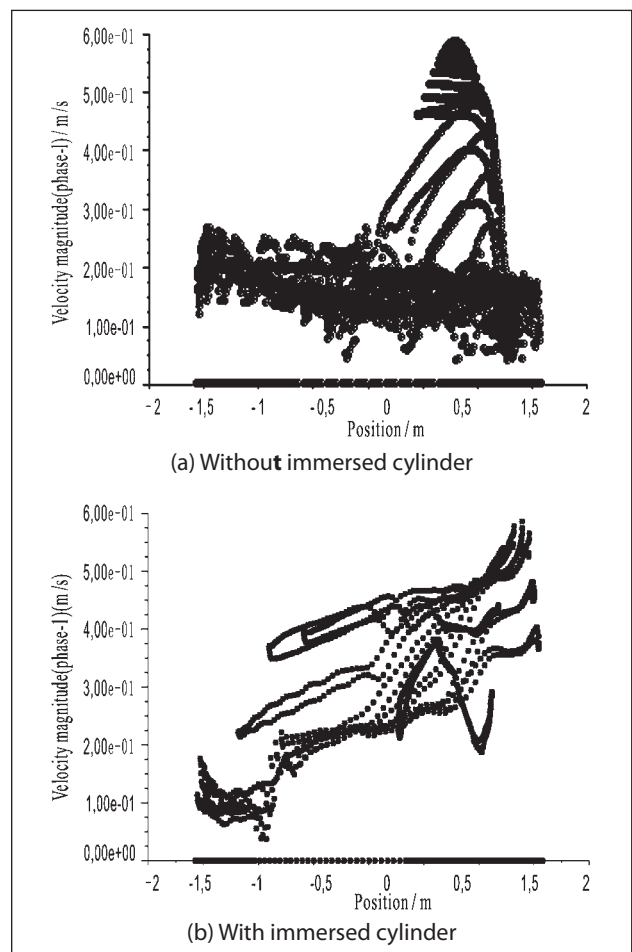 6,00e-01
5,00e-01
4,00e-01
3,00e-01
2,00e-01
1,00e-01
0,00e+00
Velocity magnitude(phase-1) / m/s
-2 -1,5 -1 -0,5 0 0,5 1,5 2
Position / m
(a) Without immersed cylinder
6,00e-01
5,00e-01
4,00e-01
3,00e-01
2,00e-01
1,00e-01
0,00e+00
Velocity magnitude(phase-1)(m/s)
-2 -1,5 -1 -0,5 0 0,5 1,5 2
Position / m
(b) With immersed cylinder